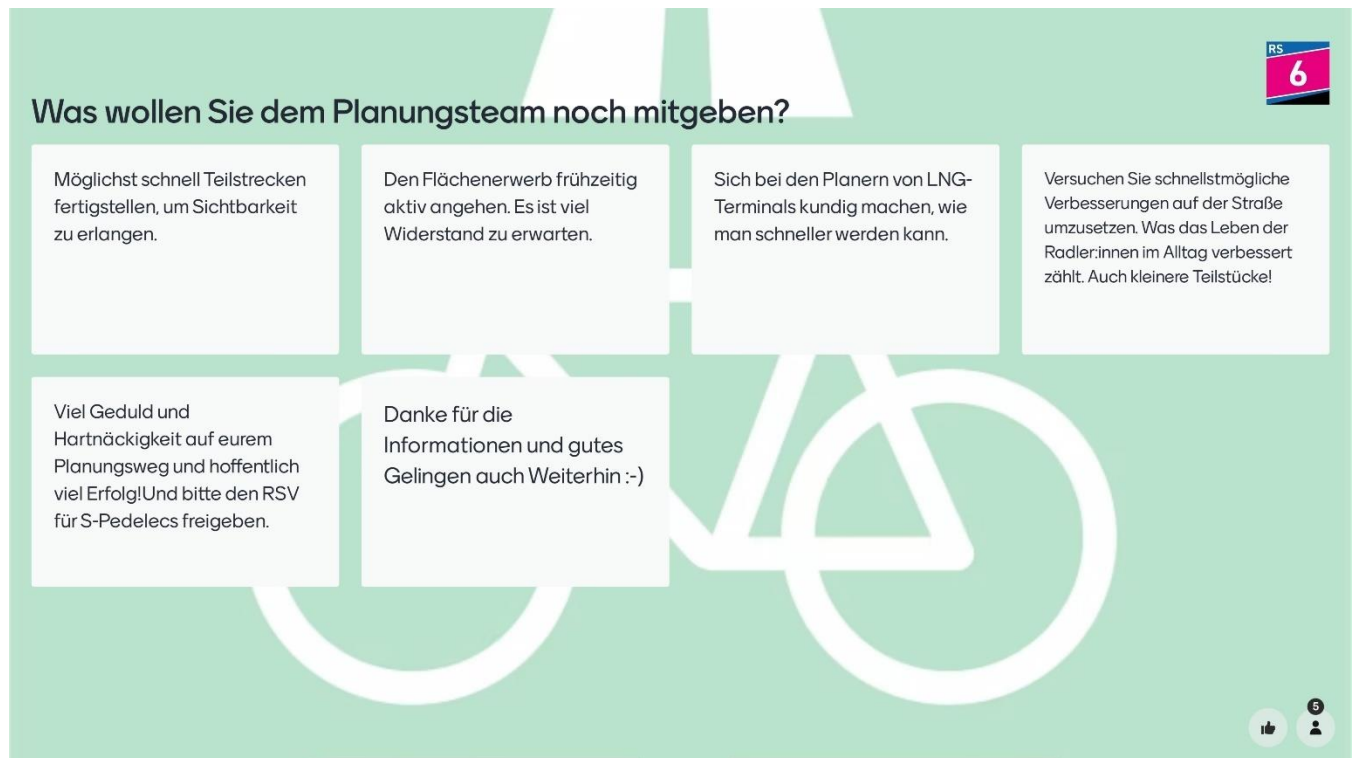 RS
6
Was wollen Sie dem Planungsteam noch mitgeben?
Möglichst schnell Teilstrecken
fertigstellen, um Sichtbarkeit
zu erlangen.
Den Flächenerwerb frühzeitig
aktiv angehen. Es ist viel
Widerstand zu erwarten.
Sich bei den Planern von LNG-
Terminals kundig machen, wie
man schneller werden kann.
Versuchen Sie schnellstmögliche
Verbesserungen auf der Straße
umzusetzen. Was das Leben der
Radler:innen im Alltag verbessert
zählt. Auch kleinere Teilstücke!
Viel Geduld und
Hartnäckigkeit auf eurem
Planungsweg und hoffentlich
viel Erfolg!Und bitte den RSV
für S-Pedelecs freigeben.
Danke für die
Informationen und gutes
Gelingen auch Weiterhin :-)
5